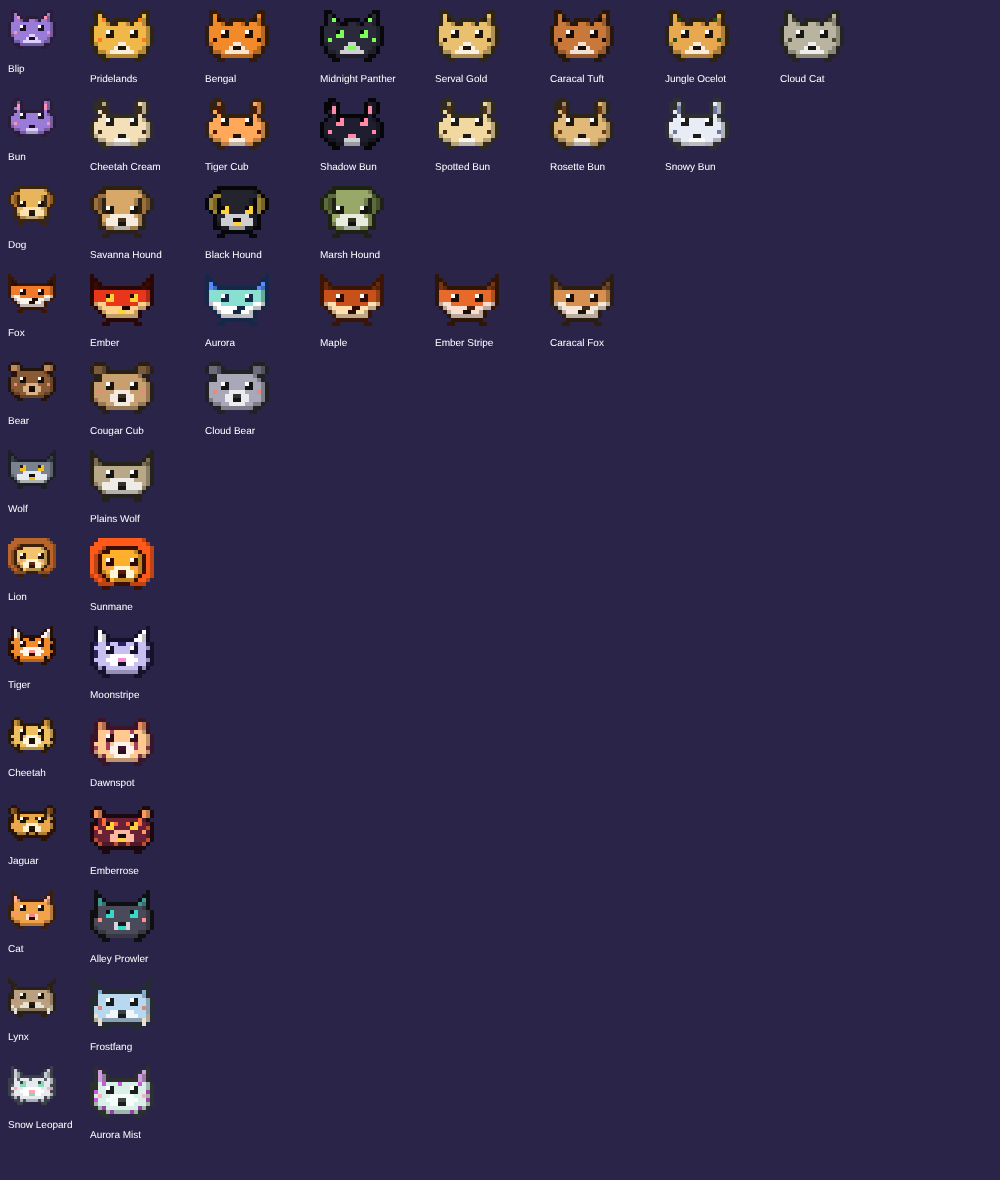 Blip Pridelands Bengal Midnight Panther Serval Gold Caracal Tuft Jungle Ocelot Cloud Cat
Bun Cheetah Cream Tiger Cub Shadow Bun Spotted Bun Rosette Bun Snowy Bun
Dog Savanna Hound Black Hound Marsh Hound
Fox Ember Aurora Maple Ember Stripe Caracal Fox
Bear Cougar Cub Cloud Bear
Wolf Plains Wolf
Lion Sunmane
Tiger Moonstripe
Cheetah Dawnspot
Jaguar Emberrose
Cat Alley Prowler
Lynx Frostfang
Snow Leopard Aurora Mist